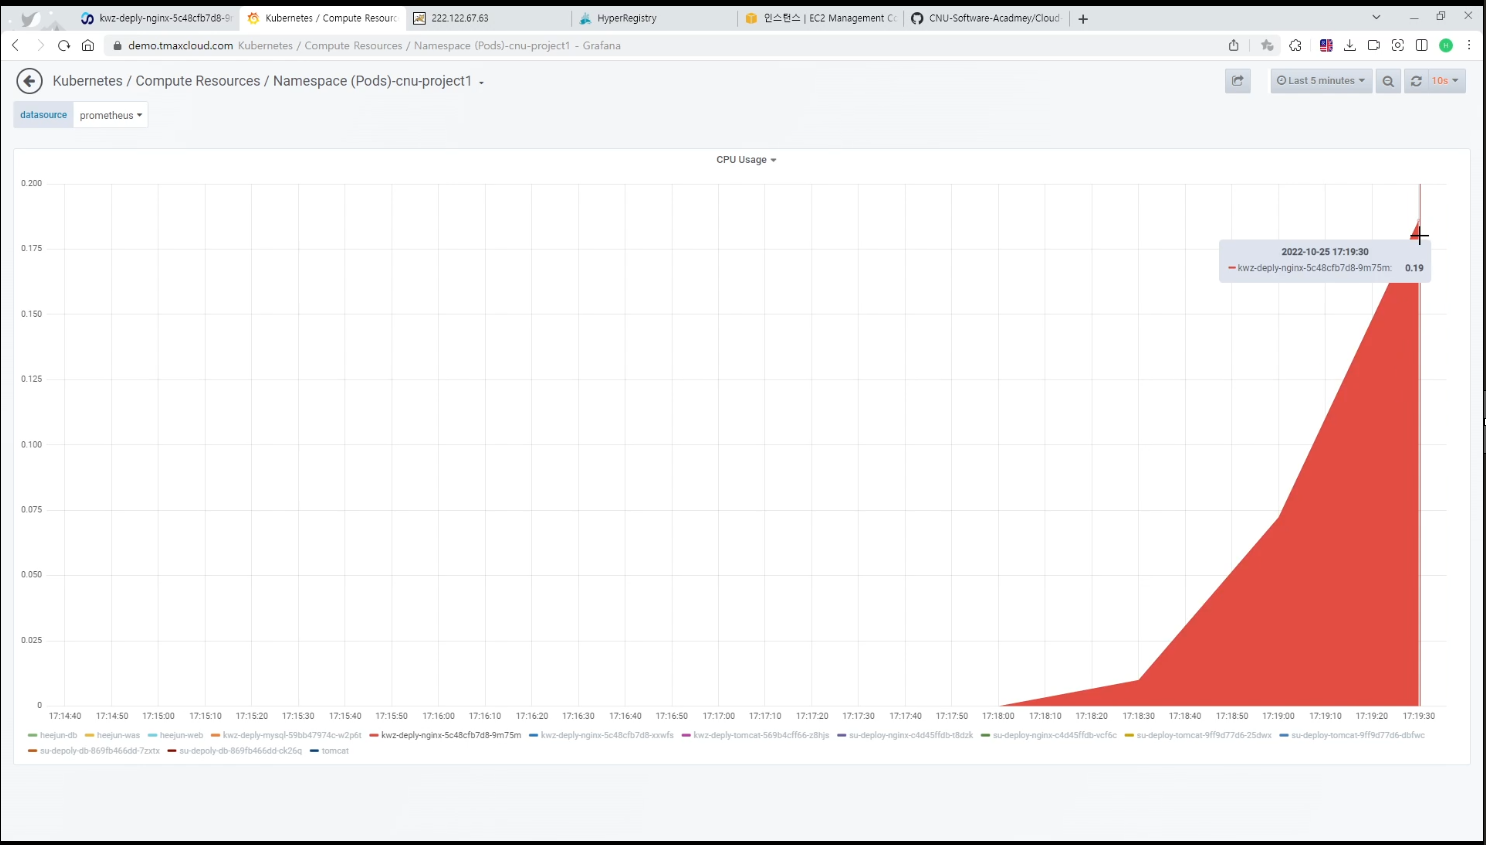 kwz-deply-nginx-5c48cfb7d8-9m
Kubernetes / Compute Resourc
222.122.67.63
HyperRegistry
인스턴스 | EC2 Management Co
CNU-Software-Acadmey/Cloud
demo.tmaxcloud.com Kubernetes / Compute Resources / Namespace (Pods)-cnu-project1 - Grafana
Kubernetes / Compute Resources / Namespace (Pods)-cnu-project1
Last 5 minutes
10s
datasource prometheus
CPU Usage
0.200
0.175
0.150
0.125
0.100
0.075
0.050
0.025
0
2022-10-25 17:19:30
kwz-deply-nginx-5c48cfb7d8-9m75m: 0.19
17:14:40 17:14:50 17:15:00 17:15:10 17:15:20 17:15:30 17:15:40 17:15:50 17:16:00 17:16:10 17:16:20 17:16:30 17:16:40 17:16:50 17:17:00 17:17:10 17:17:20 17:17:30 17:17:40 17:17:50 17:18:00 17:18:10 17:18:20 17:18:30 17:18:40 17:18:50 17:19:00 17:19:10 17:19:20 17:19:30
heejun-db heejun-was heejun-web kwz-deply-mysql-59bb47974c-w2p6t kwz-deply-nginx-5c48cfb7d8-9m75m kwz-deply-nginx-5c48cfb7d8-xxwfs kwz-deply-tomcat-569b4cff66-z8hjs su-deploy-nginx-c4d45ffdb-t8dzk su-deploy-nginx-c4d45ffdb-vcf6c su-deploy-tomcat-9ff9d77d6-25dwx su-deploy-tomcat-9ff9d77d6-dbfwc
su-depoly-db-869fb466dd-7zxtx su-depoly-db-869fb466dd-ck26q tomcat